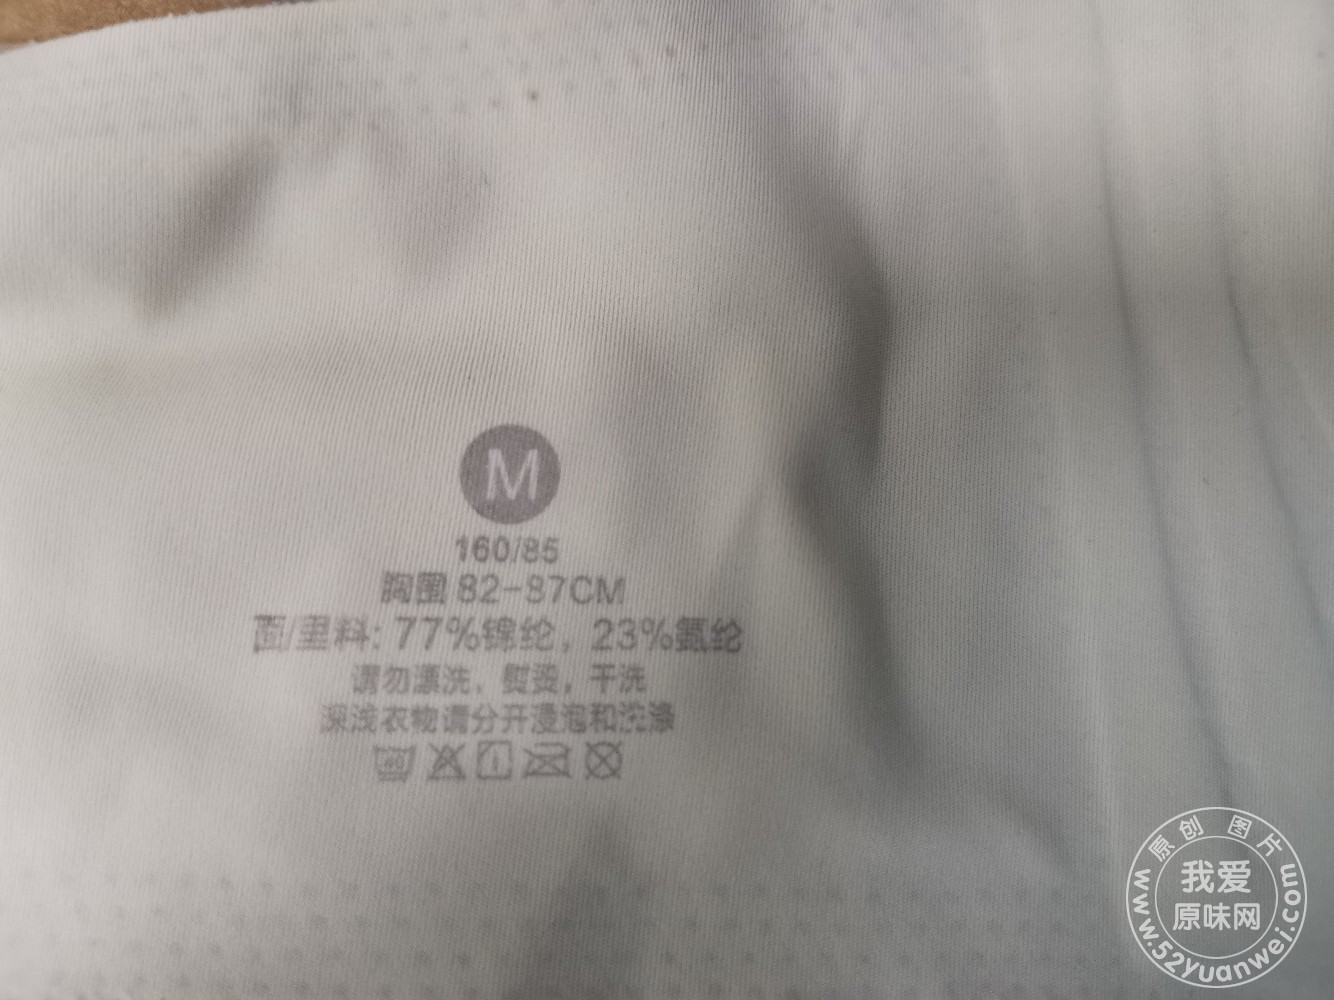 M
160/85
胸围 82-87CM
面/里料: 77%锦纶，23%氨纶
请勿漂洗，熨烫，干洗
深浅衣物请分开浸泡和洗涤
40
原创 图片
我爱
原味网
www.52yuanwei.com